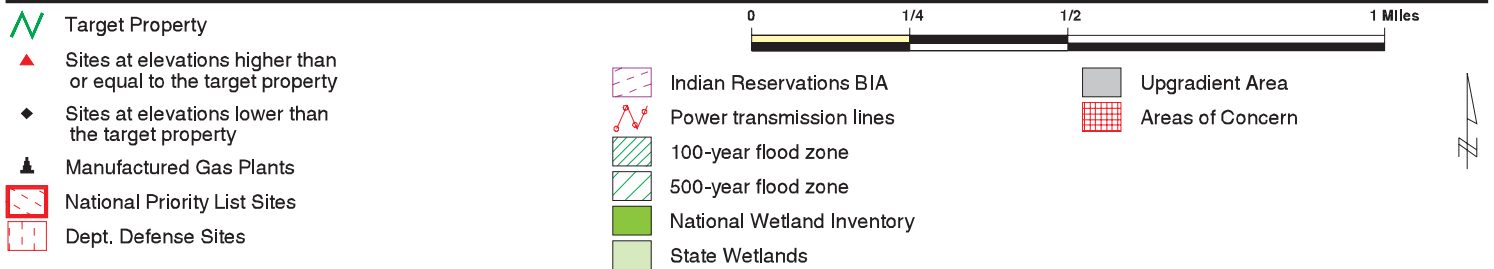 Target Property
Sites at elevations higher than
or equal to the target property
Sites at elevations lower than
the target property
Manufactured Gas Plants
National Priority List Sites
Dept. Defense Sites
0 1/4 1/2 1 Miles
Indian Reservations BIA
Power transmission lines
100-year flood zone
500-year flood zone
National Wetland Inventory
State Wetlands
Upgradient Area
Areas of Concern